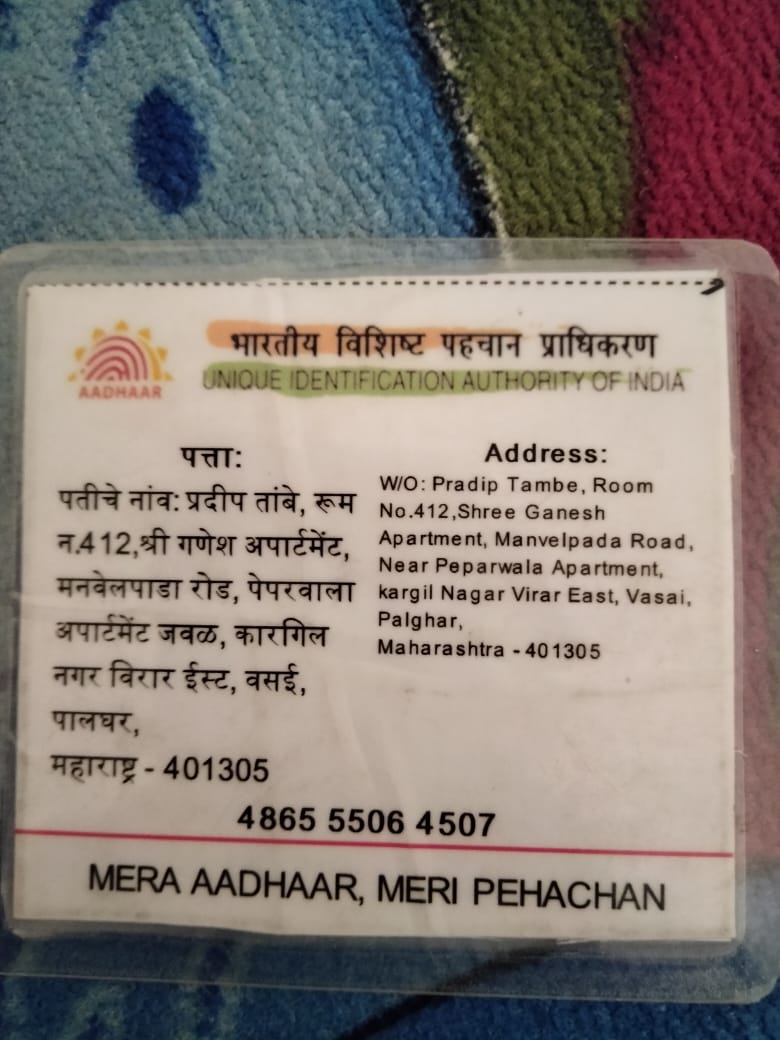 भारतीय विशिष्ट पहचान प्राधिकरण
UNIQUE IDENTIFICATION AUTHORITY OF INDIA
AADHAAR
पत्ता:
पतीचे नांव: प्रदीप तांबे, रूम
न.412,श्री गणेश अपार्टमेंट,
मनवेलपाडा रोड, पेपरवाला
अपार्टमेंट जवळ, कारगिल
नगर विरार ईस्ट, वसई,
पालघर,
महाराष्ट्र - 401305
Address:
W/O: Pradip Tambe, Room
No.412,Shree Ganesh
Apartment, Manvelpada Road,
Near Peparwala Apartment,
kargil Nagar Virar East, Vasai,
Palghar,
Maharashtra - 401305
4865 5506 4507
MERA AADHAAR, MERI PEHACHAN